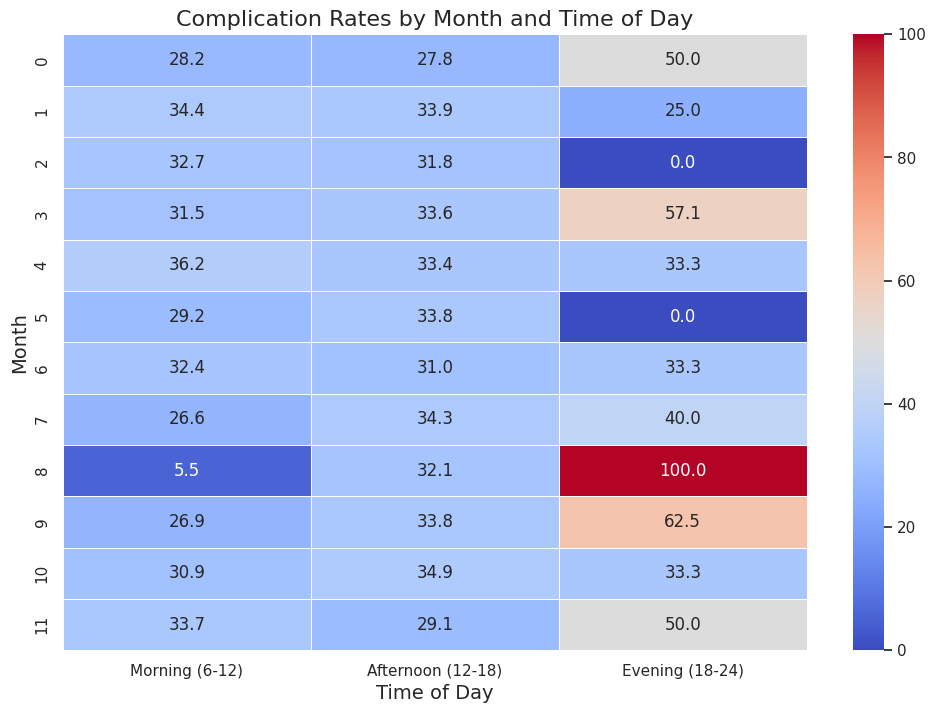 Complication Rates by Month and Time of Day
Month
0 28.2 27.8 50.0
1 34.4 33.9 25.0
2 32.7 31.8 0.0
3 31.5 33.6 57.1
4 36.2 33.4 33.3
5 29.2 33.8 0.0
6 32.4 31.0 33.3
7 26.6 34.3 40.0
8 5.5 32.1 100.0
9 26.9 33.8 62.5
10 30.9 34.9 33.3
11 33.7 29.1 50.0
Morning (6-12) Afternoon (12-18) Evening (18-24)
Time of Day
100
80
60
40
20
0